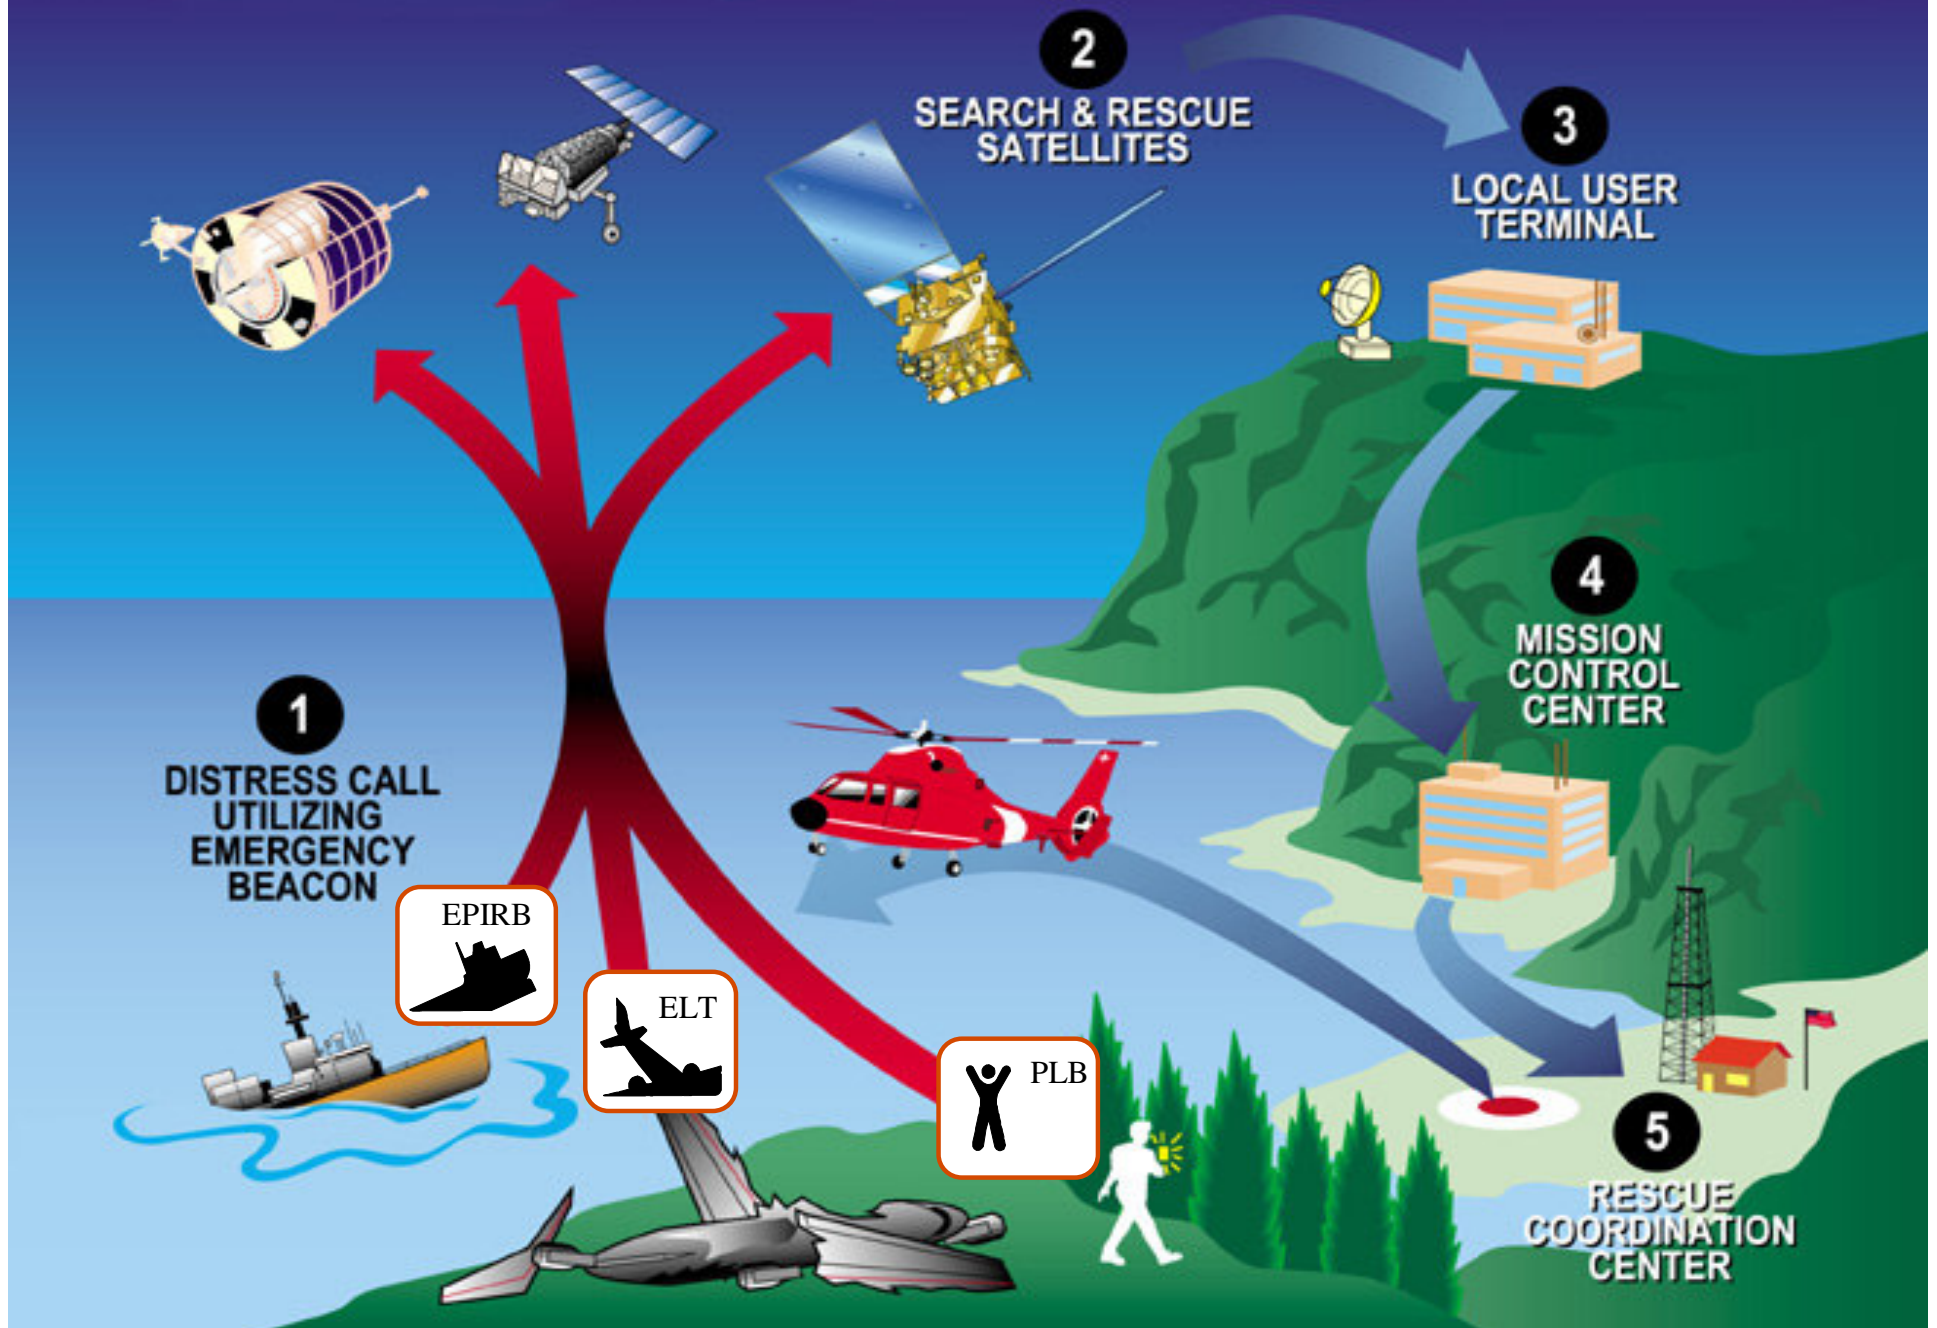 1
DISTRESS CALL
UTILIZING
EMERGENCY
BEACON
EPIRB
ELT
PLB
2
SEARCH & RESCUE
SATELLITES
3
LOCAL USER
TERMINAL
4
MISSION
CONTROL
CENTER
5
RESCUE
COORDINATION
CENTER